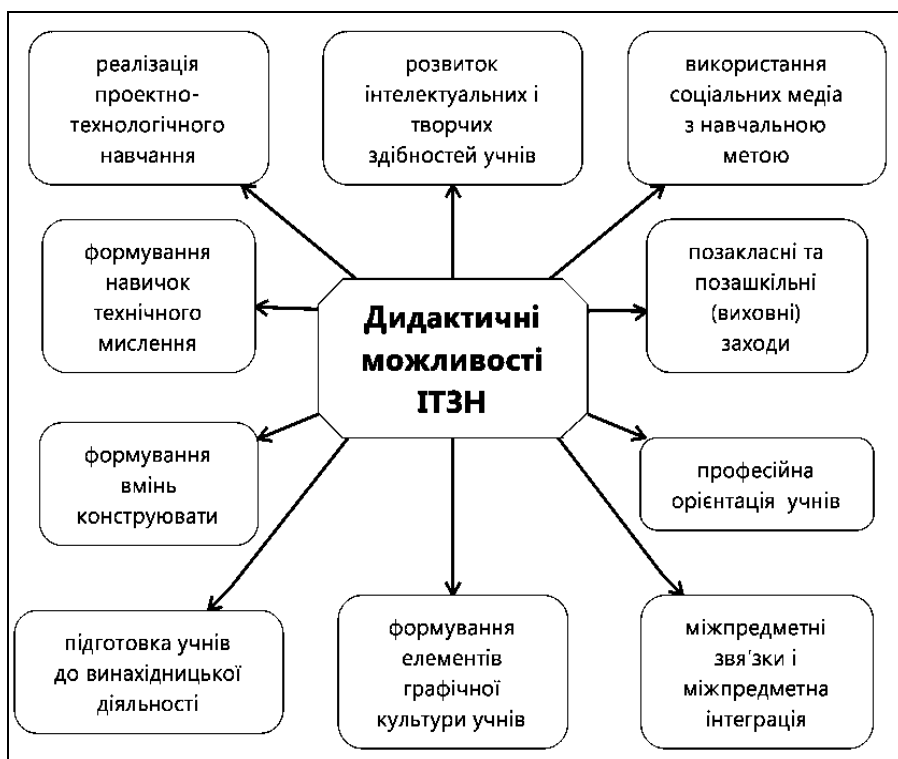 реалізація
проектно-
технологічного
навчання
розвиток
інтелектуальних і
творчих
здібностей учнів
використання
соціальних медіа
з навчальною
метою
формування
навичок
технічного
мислення
Дидактичні
можливості
ІТЗН
позакласні та
позашкільні
(виховні)
заходи
формування
вмінь
конструювати
професійна
орієнтація учнів
підготовка учнів
до винахідницької
діяльності
формування
елементів
графічної
культури учнів
міжпредметні
зв'язки і
міжпредметна
інтеграція